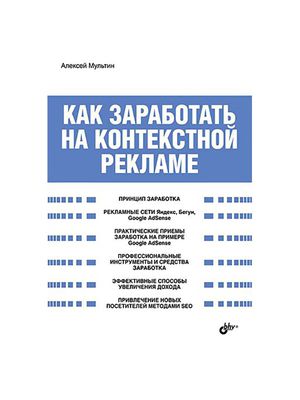 Алексей Мультин
КАК ЗАРАБОТАТЬ
НА КОНТЕКСТНОЙ
РЕКЛАМЕ
ПРИНЦИП ЗАРАБОТКА
РЕКЛАМНЫЕ СЕТИ Яндекс, Бегун,
Google AdSense
ПРАКТИЧЕСКИЕ ПРИЕМЫ
ЗАРАБОТКА НА ПРИМЕРЕ
Google AdSense
ПРОФЕССИОНАЛЬНЫЕ
ИНСТРУМЕНТЫ И СРЕДСТВА
ЗАРАБОТКА
ЭФФЕКТИВНЫЕ СПОСОБЫ
УВЕЛИЧЕНИЯ ДОХОДА
ПРИВЛЕЧЕНИЕ НОВЫХ
ПОСЕТИТЕЛЕЙ МЕТОДАМИ SEO
bhv®